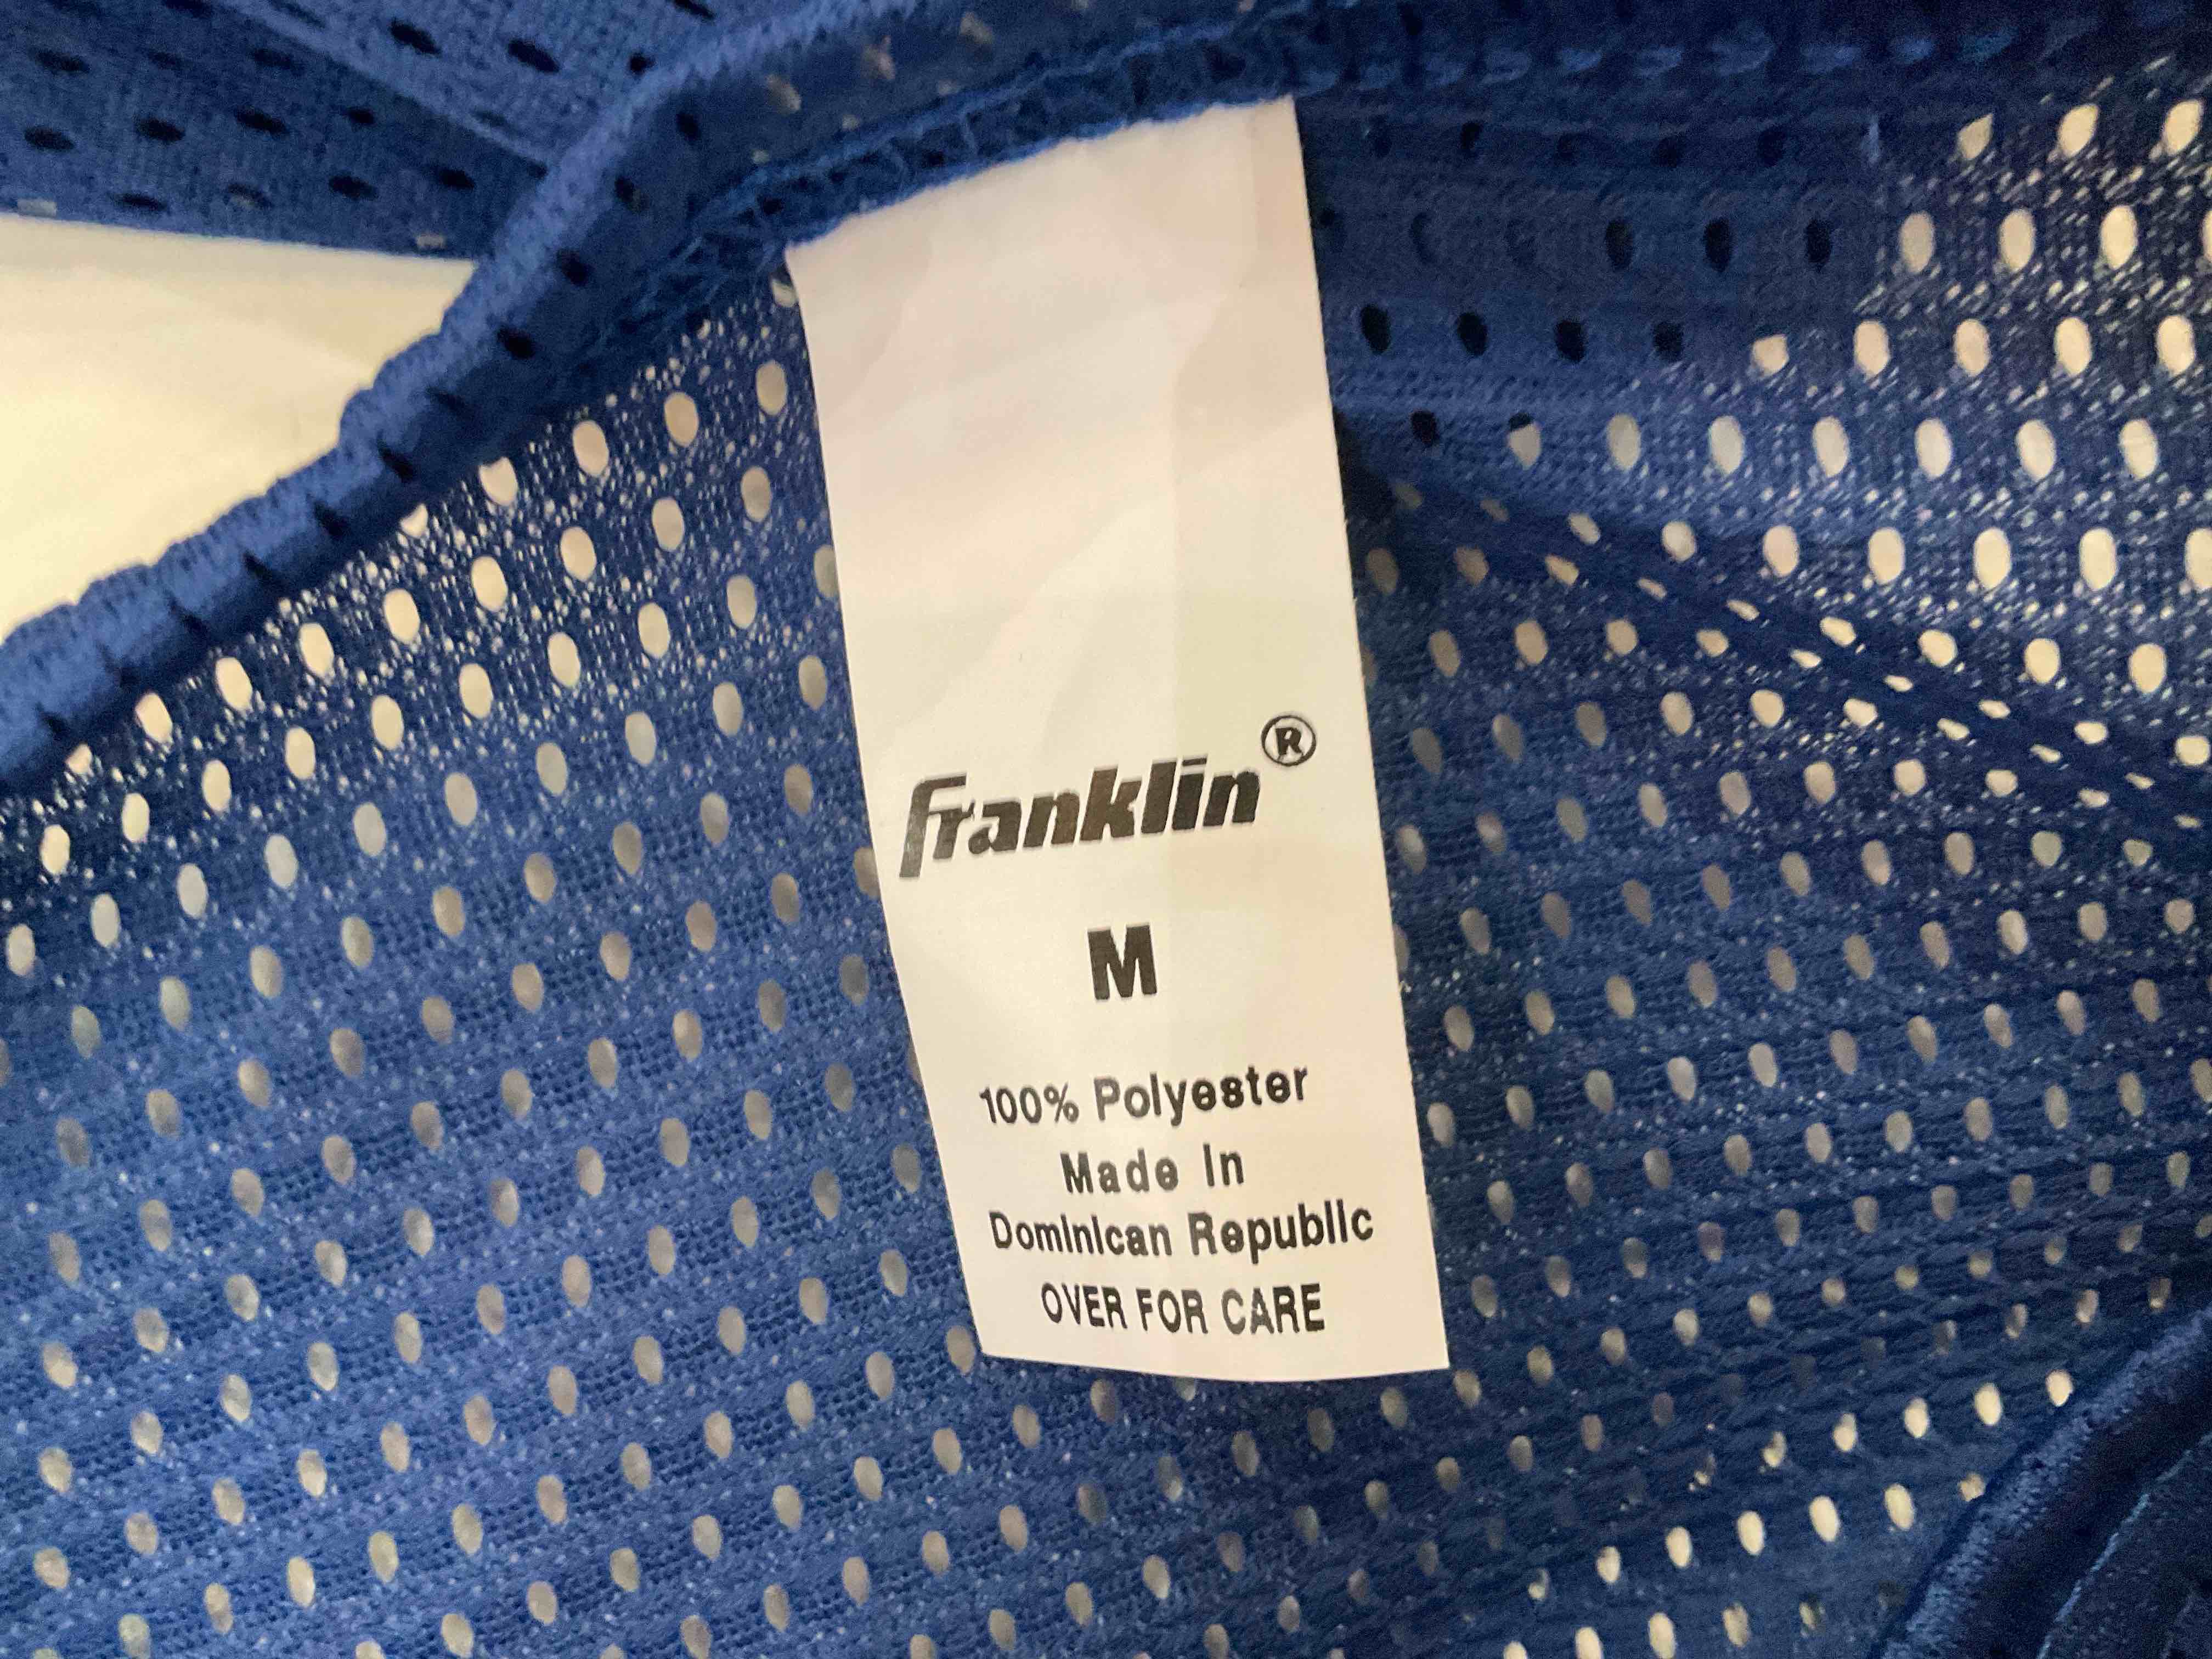 Franklin®
M
100% Polyester
Made In
Dominican Republic
OVER FOR CARE